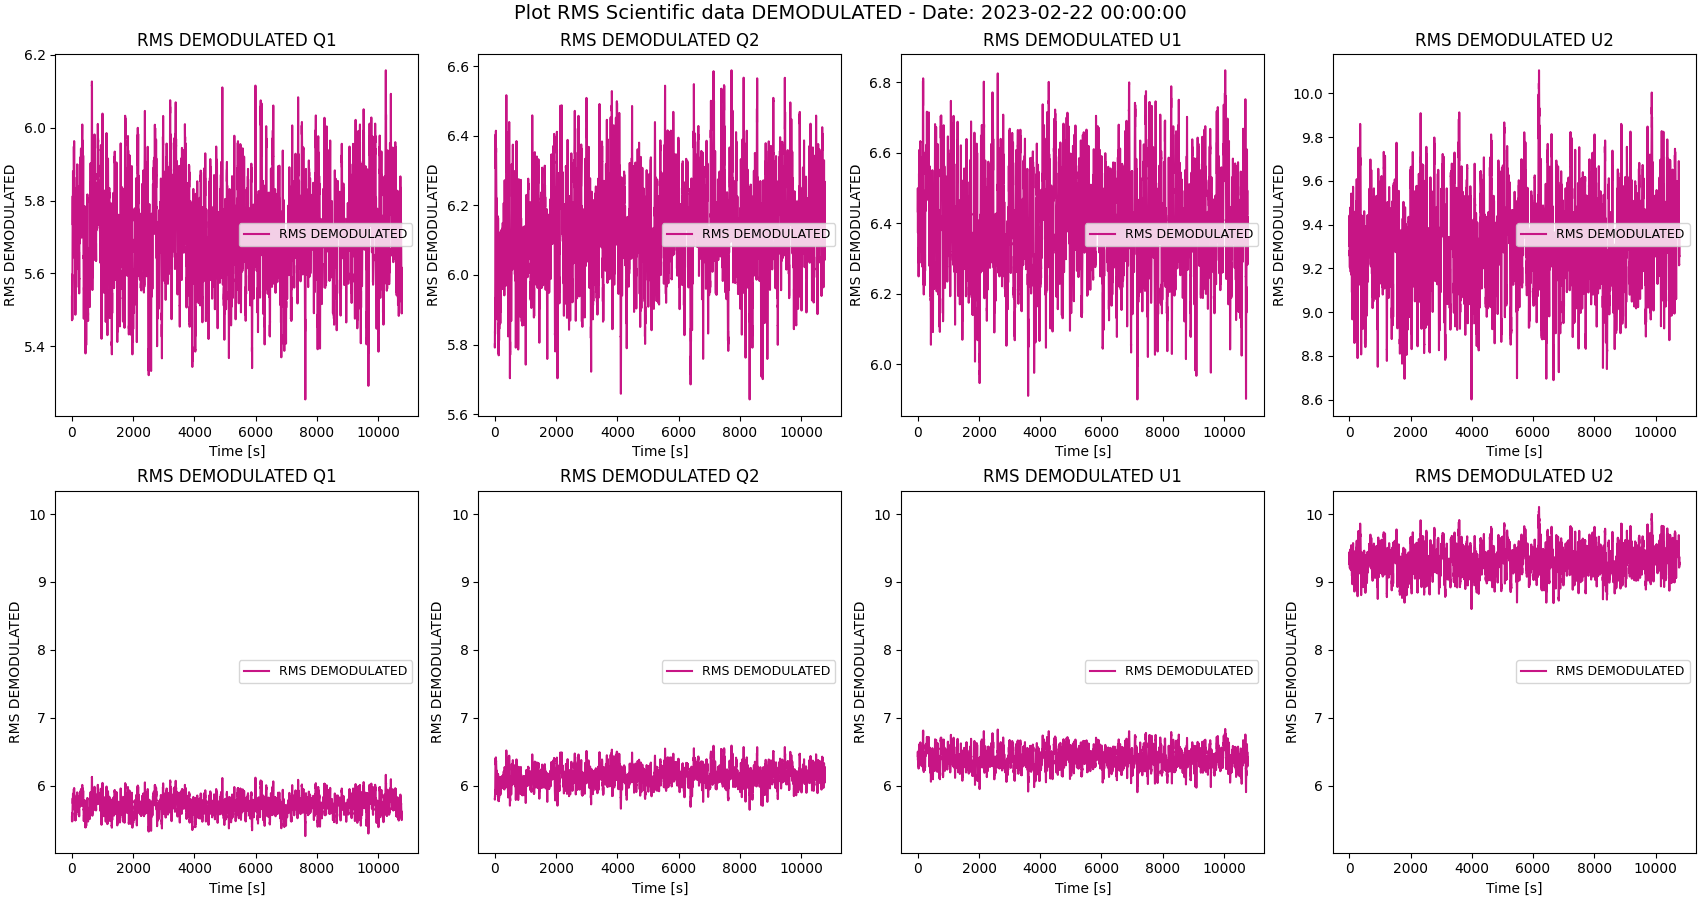 Plot RMS Scientific data DEMODULATED - Date: 2023-02-22 00:00:00
RMS DEMODULATED Q1
RMS DEMODULATED
6.2
6.0
5.8
5.6
5.4
RMS DEMODULATED
0 2000 4000 6000 8000 10000
Time [s]
RMS DEMODULATED Q2
RMS DEMODULATED
6.6
6.4
6.2
6.0
5.8
5.6
RMS DEMODULATED
0 2000 4000 6000 8000 10000
Time [s]
RMS DEMODULATED U1
RMS DEMODULATED
6.8
6.6
6.4
6.2
6.0
RMS DEMODULATED
0 2000 4000 6000 8000 10000
Time [s]
RMS DEMODULATED U2
RMS DEMODULATED
10.0
9.8
9.6
9.4
9.2
9.0
8.8
8.6
RMS DEMODULATED
0 2000 4000 6000 8000 10000
Time [s]
RMS DEMODULATED Q1
RMS DEMODULATED
10
9
8
7
6
RMS DEMODULATED
0 2000 4000 6000 8000 10000
Time [s]
RMS DEMODULATED Q2
RMS DEMODULATED
10
9
8
7
6
RMS DEMODULATED
0 2000 4000 6000 8000 10000
Time [s]
RMS DEMODULATED U1
RMS DEMODULATED
10
9
8
7
6
RMS DEMODULATED
0 2000 4000 6000 8000 10000
Time [s]
RMS DEMODULATED U2
RMS DEMODULATED
10
9
8
7
6
RMS DEMODULATED
0 2000 4000 6000 8000 10000
Time [s]